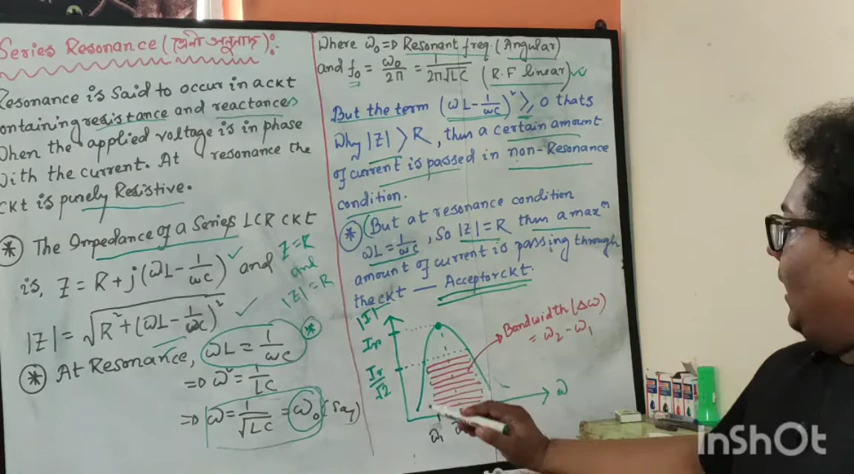 Series Resonance (শ্রেণী অনুনাদ):
Resonance is said to occur in a ckt
containing resistance and reactances
When the applied voltage is in phase
with the current. At resonance the
ckt is purely Resistive.
* The Impedance of a Series LCR ckt
is, Z = R + j(ωL - 1/ωc) and Z = R
and
|Z| = √R² + (ωL - 1/ωc)² |Z| = R
* At Resonance, ωL = 1/ωc *
⇒ ω² = 1/LC
⇒ ω = 1/√LC = ω₀ (Say)
Where ω₀ ⇒ Resonant freq. (Angular)
and f₀ = ω₀/2π = 1/2π√LC (R.F linear)
But the term (ωL - 1/ωc)² ≥ 0 thats
Why |Z| > R, then a certain amount
of current is passed in non-Resonance
condition.
* (But at resonance condition
ωL = 1/ωc, So |Z| = R then a maxᵐ
amount of current is passing through
the ckt — Acceptor ckt.
|I|
Ir
Ir/√2
Bandwidth (Δω)
= ω₂ - ω₁
ω
ω₁
InShOt